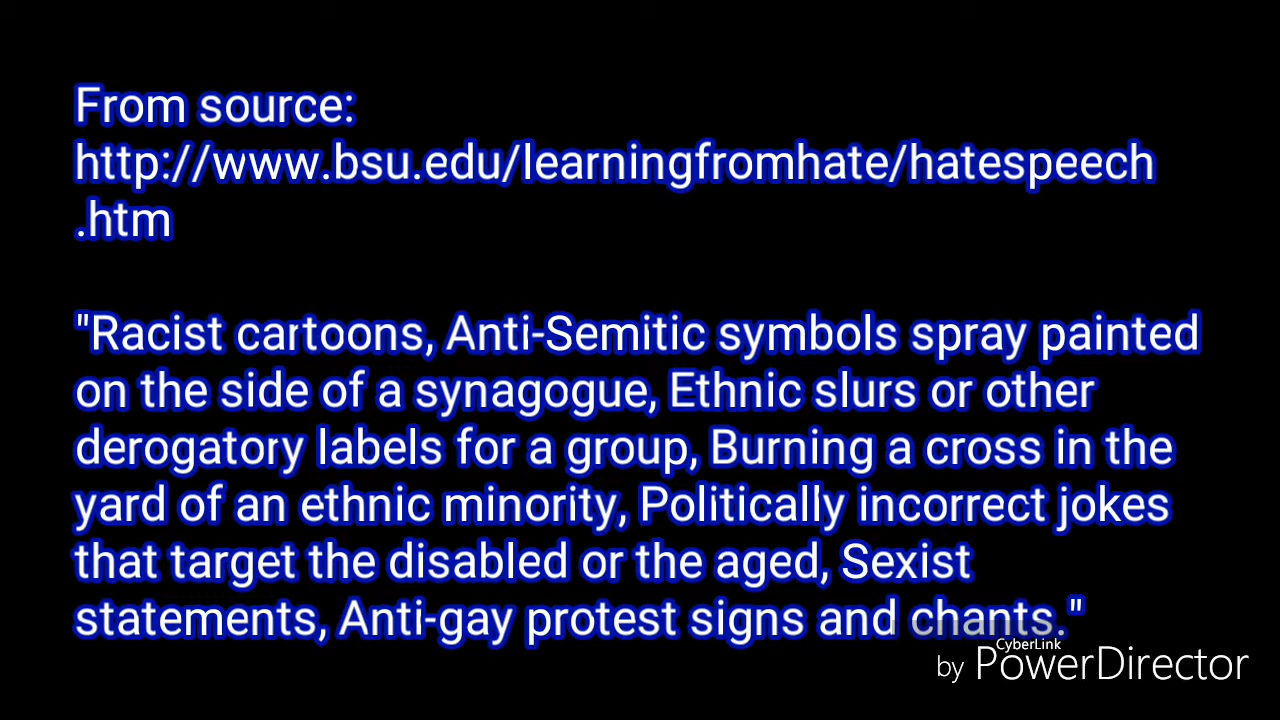 From source:
http://www.bsu.edu/learningfromhate/hatespeech
.htm
"Racist cartoons, Anti-Semitic symbols spray painted
on the side of a synagogue, Ethnic slurs or other
derogatory labels for a group, Burning a cross in the
yard of an ethnic minority, Politically incorrect jokes
that target the disabled or the aged, Sexist
statements, Anti-gay protest signs and chants."
CyberLink
by PowerDirector